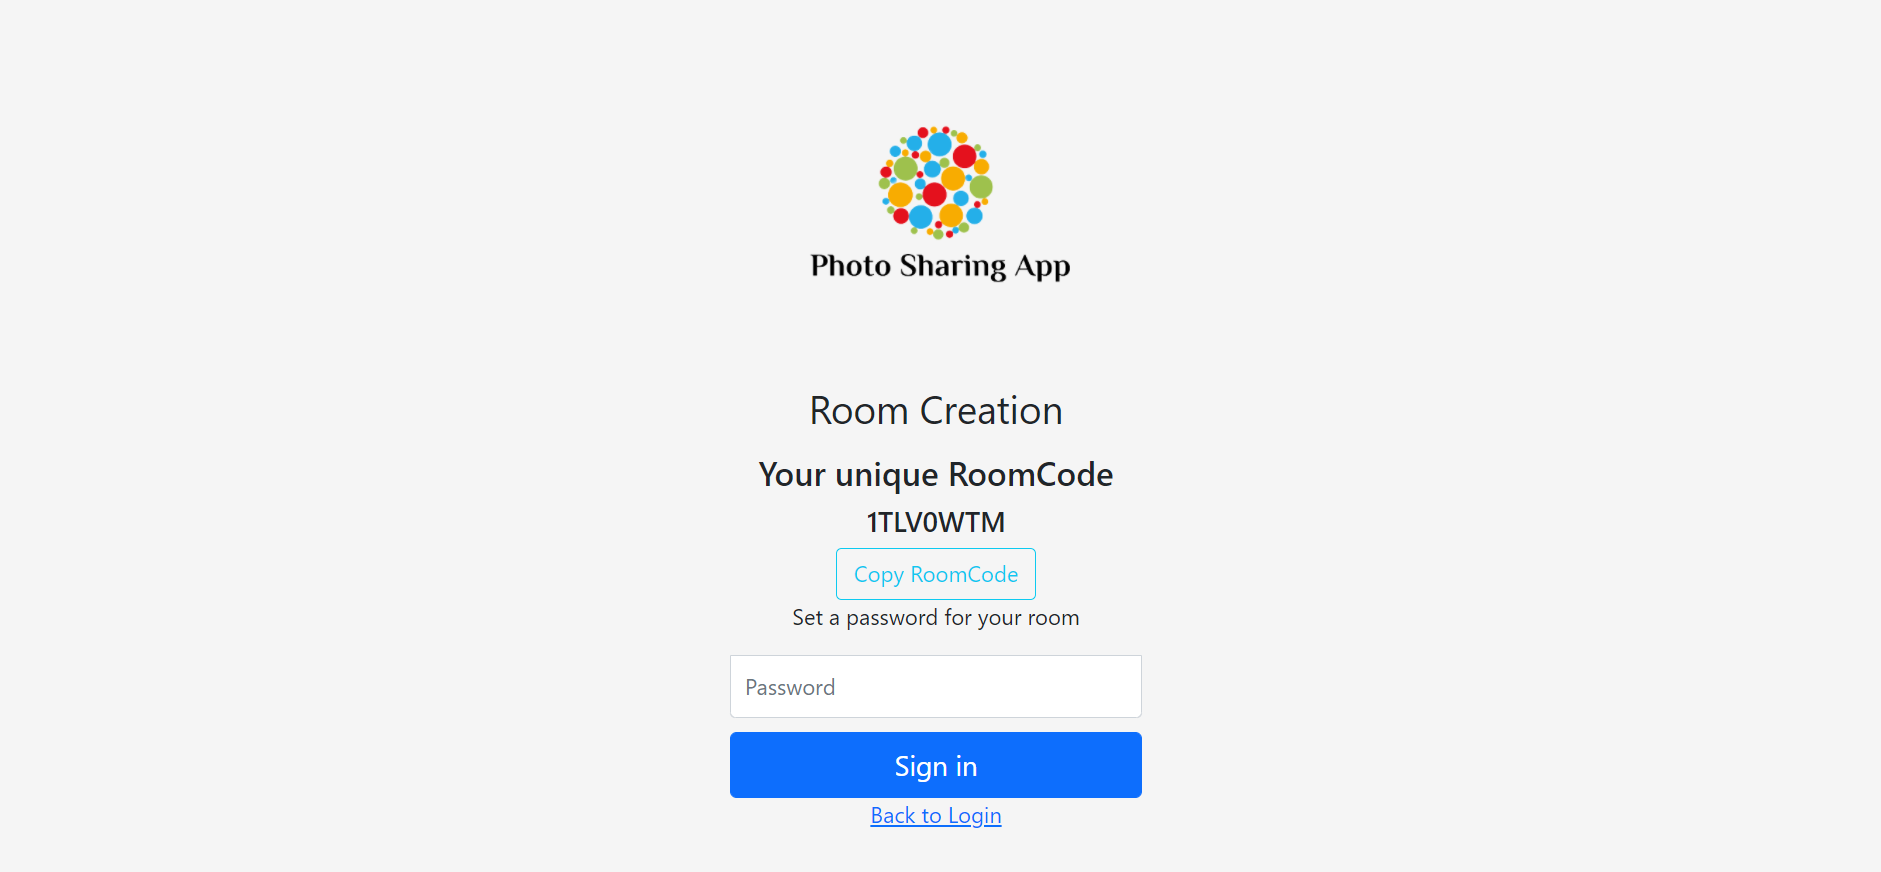 Photo Sharing App
Room Creation
Your unique RoomCode
1TLV0WTM
Copy RoomCode
Set a password for your room
Password
Sign in
Back to Login